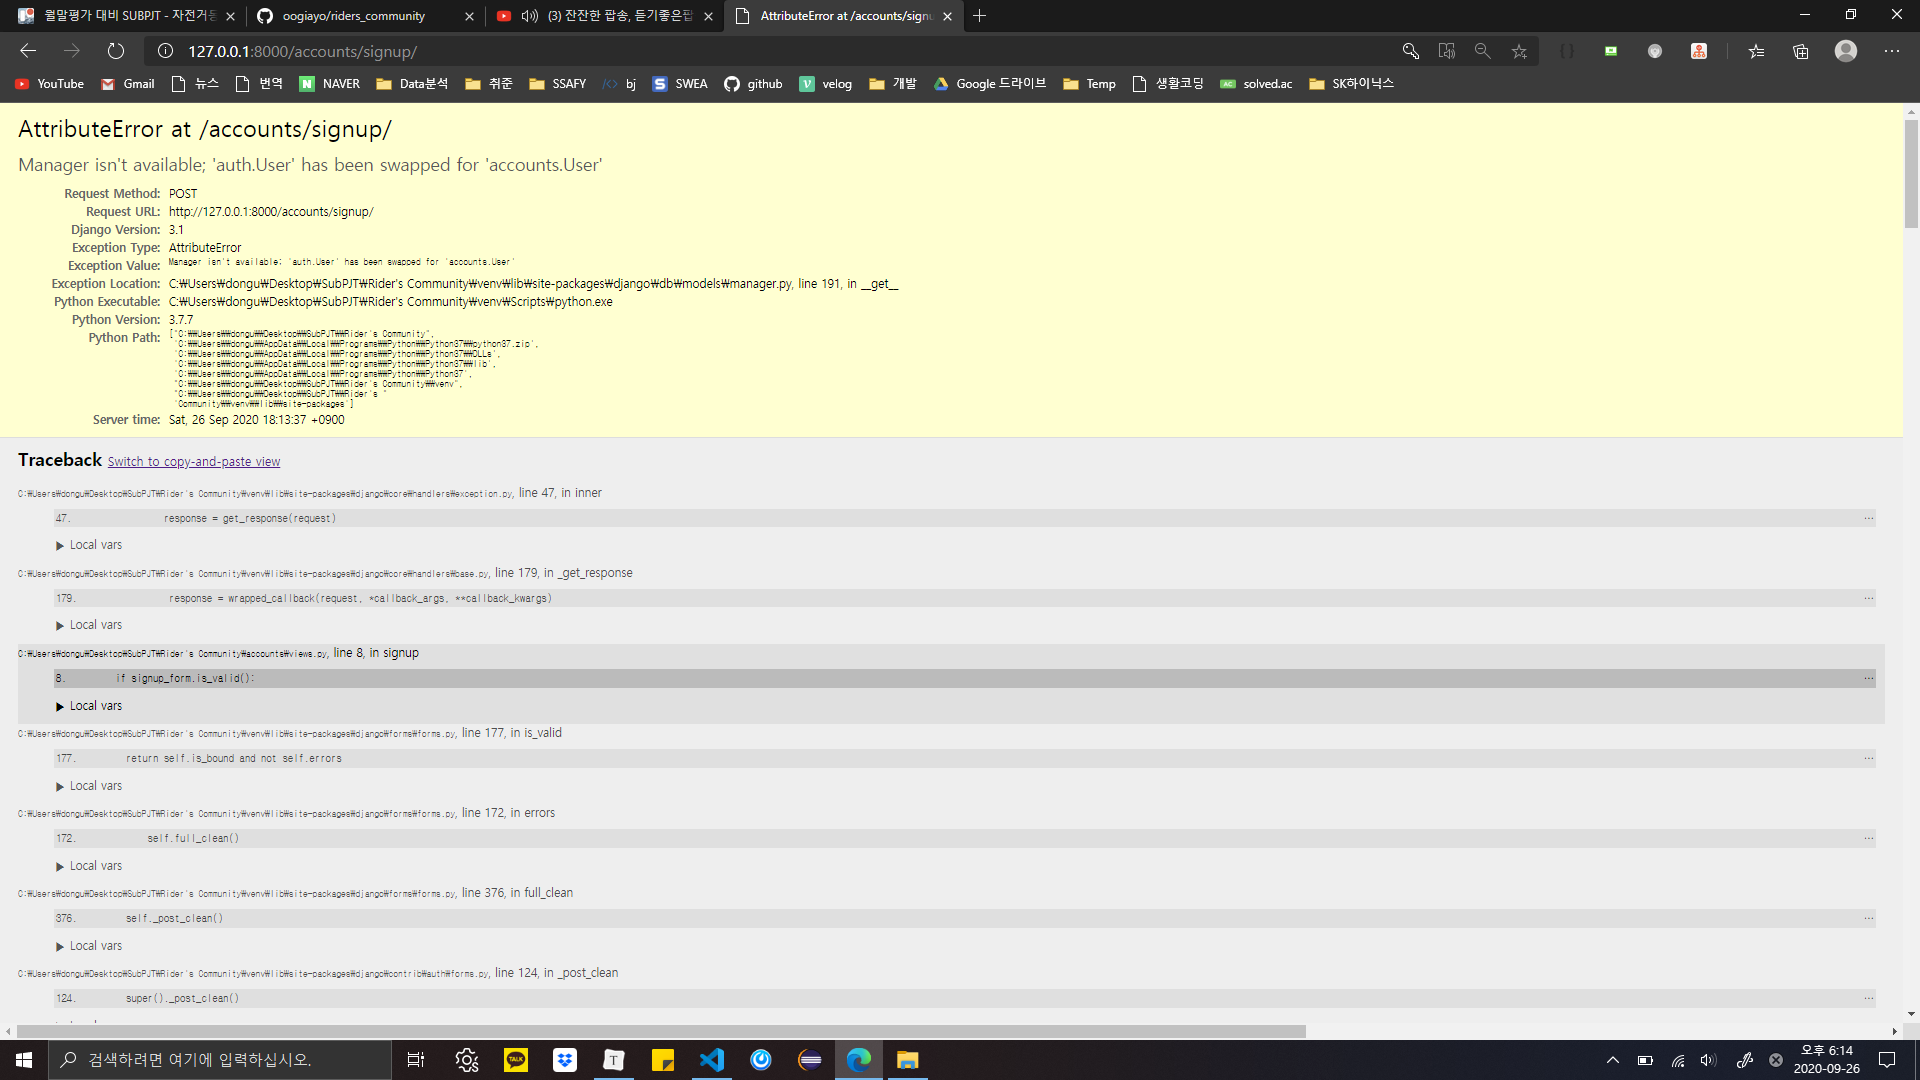 월말평가 대비 SUBPJT - 자전거동
oogiayo/riders_community
(3) 잔잔한 팝송, 듣기좋은팝
AttributeError at /accounts/signu
127.0.0.1:8000/accounts/signup/
YouTube
Gmail
뉴스
번역
NAVER
Data분석
취준
SSAFY
bj
SWEA
github
velog
개발
Google 드라이브
Temp
생활코딩
solved.ac
SK하이닉스
AttributeError at /accounts/signup/
Manager isn't available; 'auth.User' has been swapped for 'accounts.User'
Request Method: POST
Request URL: http://127.0.0.1:8000/accounts/signup/
Django Version: 3.1
Exception Type: AttributeError
Exception Value: Manager isn't available; 'auth.User' has been swapped for 'accounts.User'
Exception Location: C:₩Users₩dongu₩Desktop₩SubPJT₩Rider's Community₩venv₩lib₩site-packages₩django₩db₩models₩manager.py, line 191, in __get__
Python Executable: C:₩Users₩dongu₩Desktop₩SubPJT₩Rider's Community₩venv₩Scripts₩python.exe
Python Version: 3.7.7
Python Path: ["C:₩₩Users₩₩dongu₩₩Desktop₩₩SubPJT₩₩Rider's Community",
'C:₩₩Users₩₩dongu₩₩AppData₩₩Local₩₩Programs₩₩Python₩₩Python37₩₩python37.zip',
'C:₩₩Users₩₩dongu₩₩AppData₩₩Local₩₩Programs₩₩Python₩₩Python37₩₩DLLs',
'C:₩₩Users₩₩dongu₩₩AppData₩₩Local₩₩Programs₩₩Python₩₩Python37₩₩lib',
'C:₩₩Users₩₩dongu₩₩AppData₩₩Local₩₩Programs₩₩Python₩₩Python37',
"C:₩₩Users₩₩dongu₩₩Desktop₩₩SubPJT₩₩Rider's Community₩₩venv",
"C:₩₩Users₩₩dongu₩₩Desktop₩₩SubPJT₩₩Rider's "
'Community₩₩venv₩₩lib₩₩site-packages']
Server time: Sat, 26 Sep 2020 18:13:37 +0900
Traceback Switch to copy-and-paste view
C:₩Users₩dongu₩Desktop₩SubPJT₩Rider's Community₩venv₩lib₩site-packages₩django₩core₩handlers₩exception.py, line 47, in inner
47. response = get_response(request) ...
▶ Local vars
C:₩Users₩dongu₩Desktop₩SubPJT₩Rider's Community₩venv₩lib₩site-packages₩django₩core₩handlers₩base.py, line 179, in _get_response
179. response = wrapped_callback(request, *callback_args, **callback_kwargs) ...
▶ Local vars
C:₩Users₩dongu₩Desktop₩SubPJT₩Rider's Community₩accounts₩views.py, line 8, in signup
8. if signup_form.is_valid(): ...
▶ Local vars
C:₩Users₩dongu₩Desktop₩SubPJT₩Rider's Community₩venv₩lib₩site-packages₩django₩forms₩forms.py, line 177, in is_valid
177. return self.is_bound and not self.errors ...
▶ Local vars
C:₩Users₩dongu₩Desktop₩SubPJT₩Rider's Community₩venv₩lib₩site-packages₩django₩forms₩forms.py, line 172, in errors
172. self.full_clean() ...
▶ Local vars
C:₩Users₩dongu₩Desktop₩SubPJT₩Rider's Community₩venv₩lib₩site-packages₩django₩forms₩forms.py, line 376, in full_clean
376. self._post_clean() ...
▶ Local vars
C:₩Users₩dongu₩Desktop₩SubPJT₩Rider's Community₩venv₩lib₩site-packages₩django₩contrib₩auth₩forms.py, line 124, in _post_clean
124. super()._post_clean() ...
검색하려면 여기에 입력하십시오.
TALK
T
오후 6:14
2020-09-26